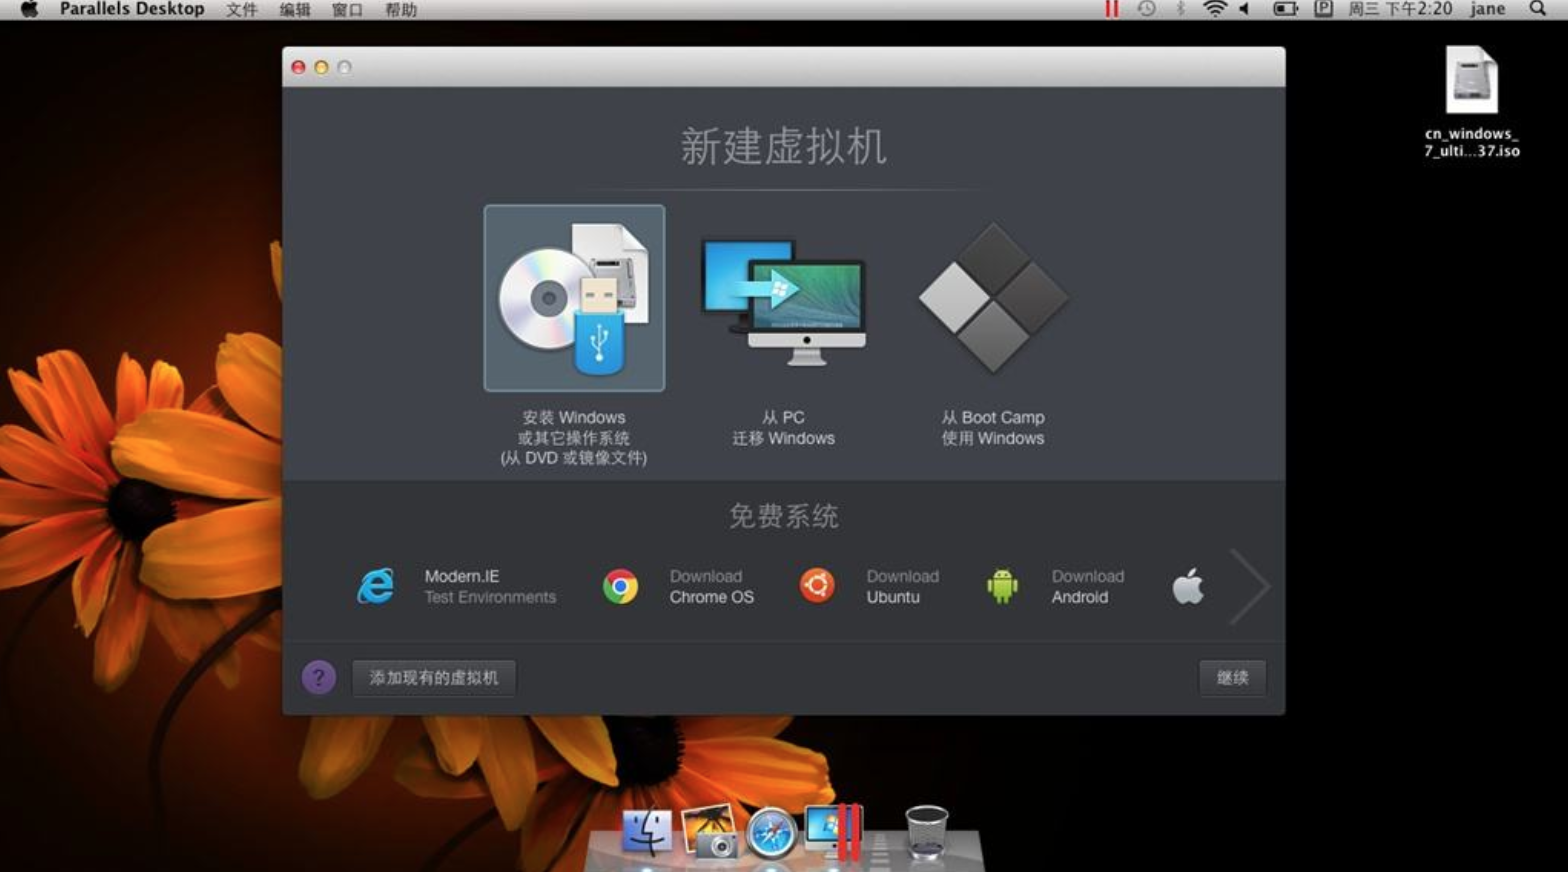 Parallels Desktop 文件 编辑 窗口 帮助 周三 下午2:20 jane
cn_windows_
7_ulti...37.iso
新建虚拟机
安装 Windows
或其它操作系统
(从 DVD 或镜像文件)
从 PC
迁移 Windows
从 Boot Camp
使用 Windows
免费系统
Modern.IE
Test Environments
Download
Chrome OS
Download
Ubuntu
Download
Android
?
添加现有的虚拟机
继续